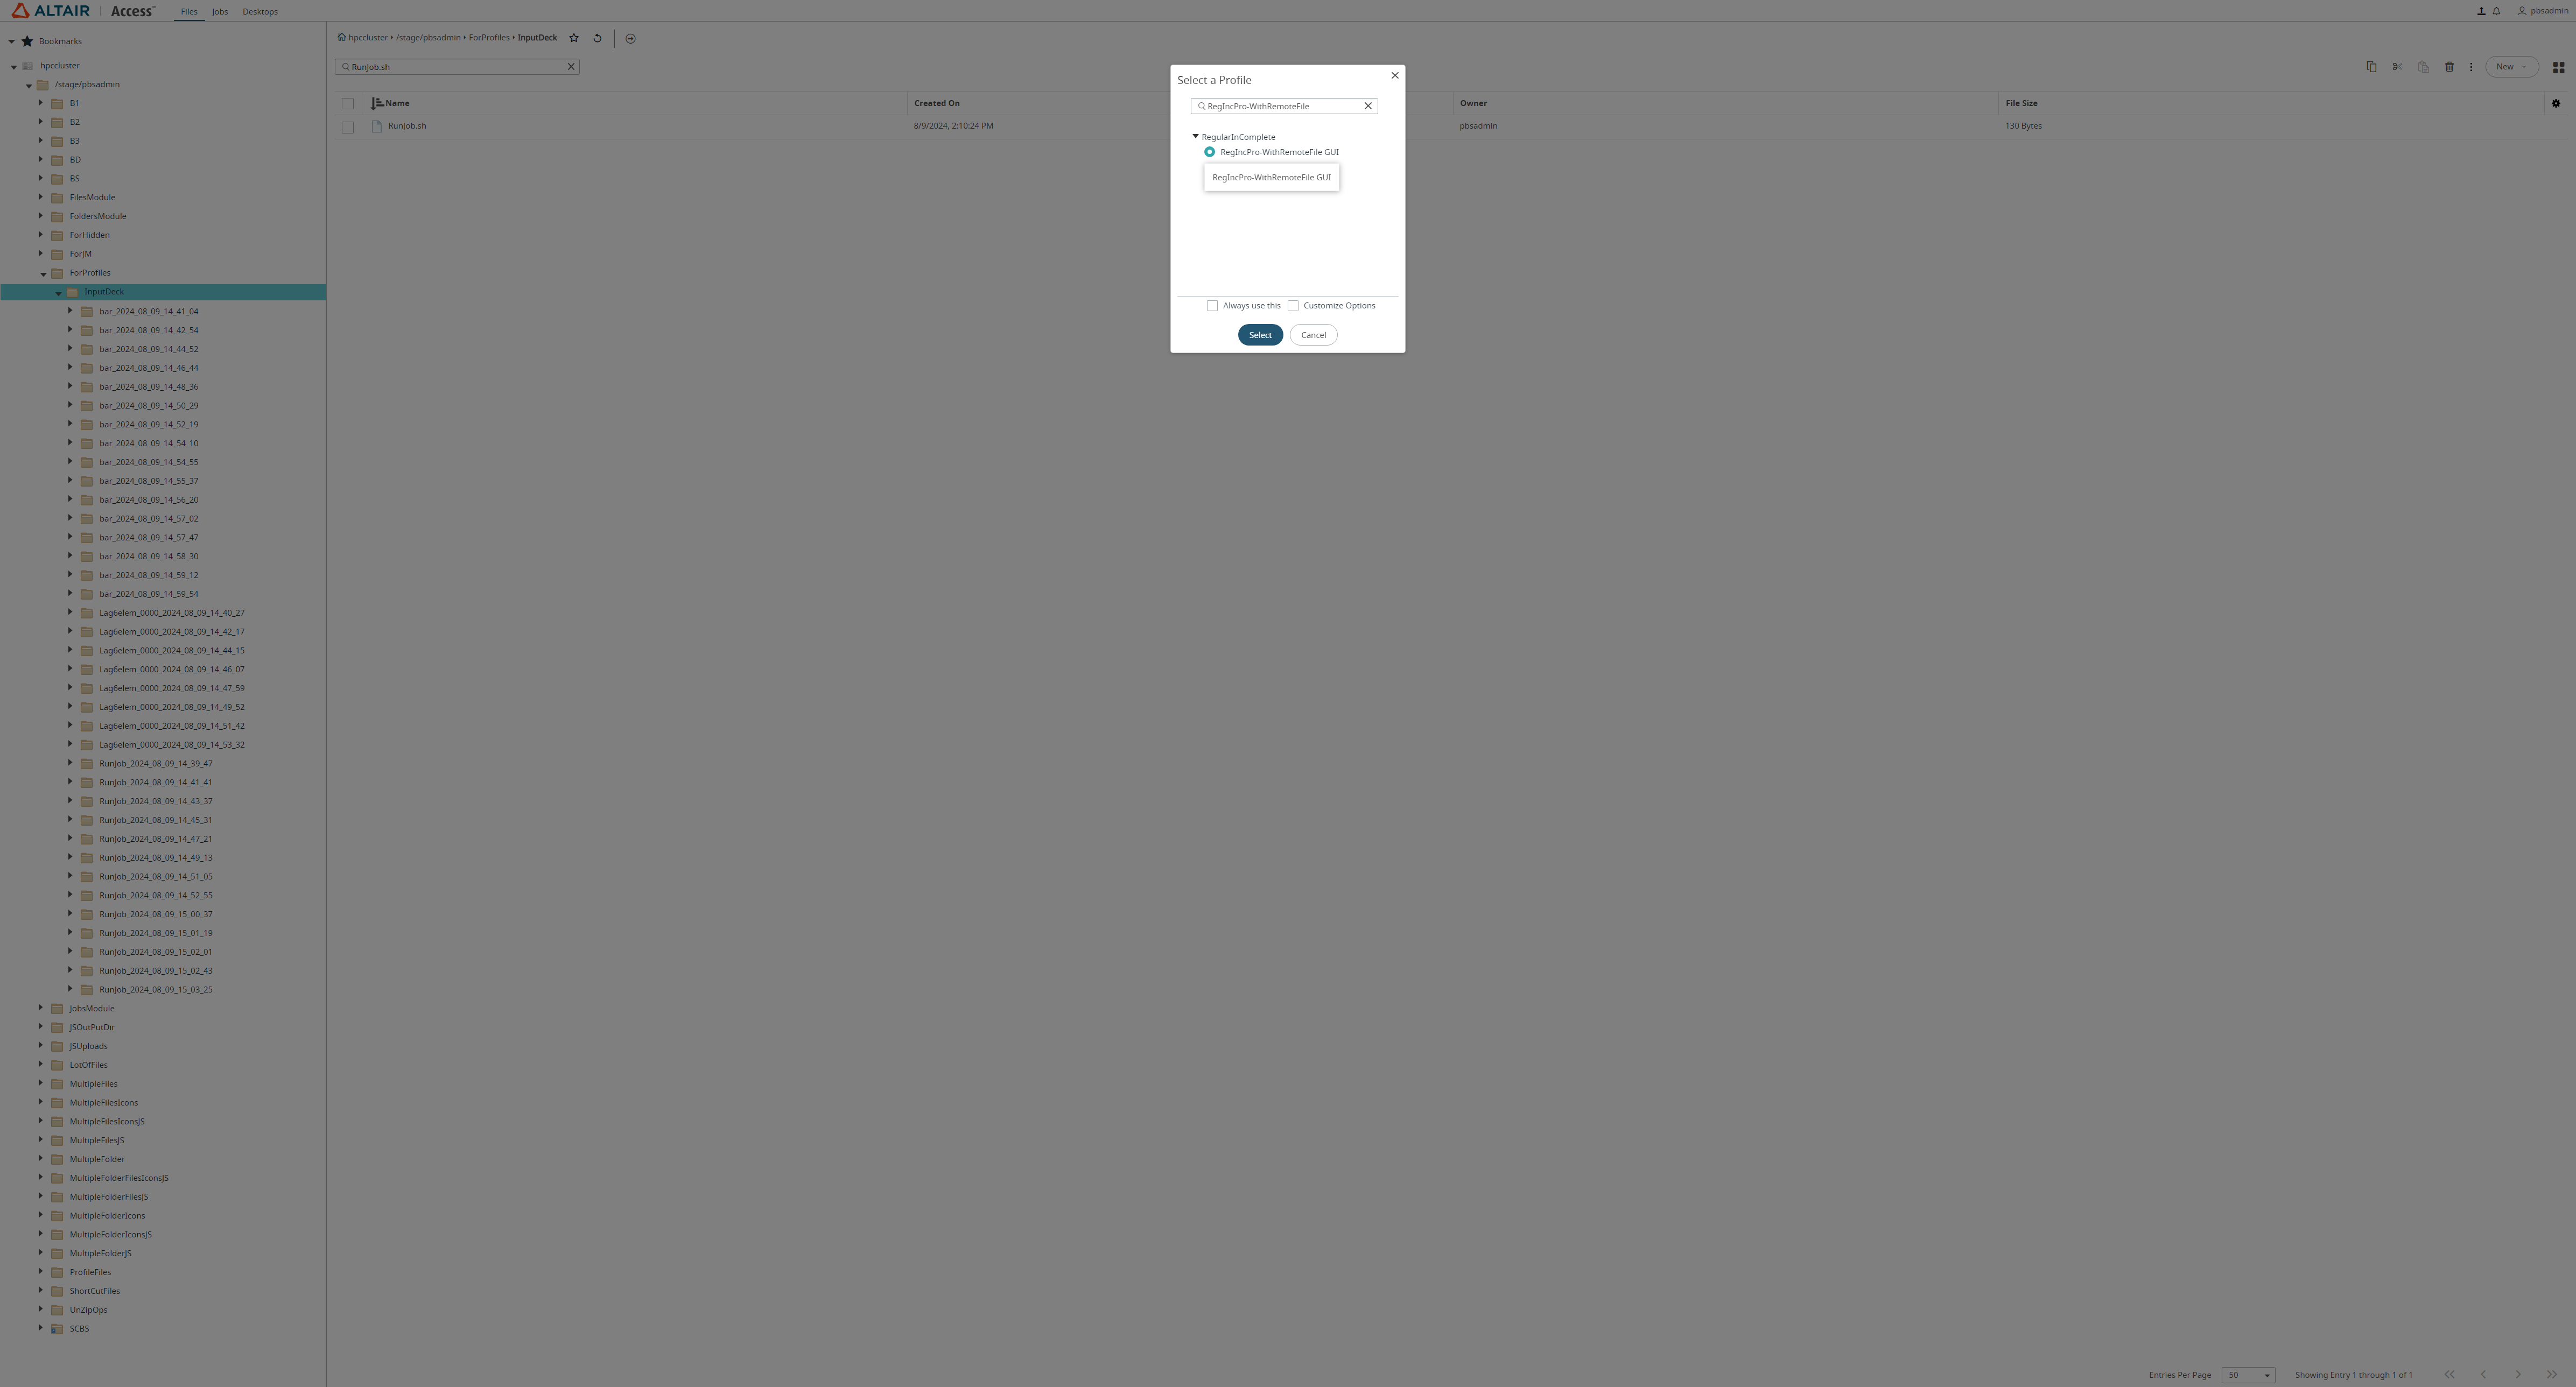 ALTAIR | Access™ Files Jobs Desktops pbsadmin
Bookmarks
hpccluster
/stage/pbsadmin
B1
B2
B3
BD
BS
FilesModule
FoldersModule
ForHidden
ForJM
ForProfiles
InputDeck
bar_2024_08_09_14_41_04
bar_2024_08_09_14_42_54
bar_2024_08_09_14_44_52
bar_2024_08_09_14_46_44
bar_2024_08_09_14_48_36
bar_2024_08_09_14_50_29
bar_2024_08_09_14_52_19
bar_2024_08_09_14_54_10
bar_2024_08_09_14_54_55
bar_2024_08_09_14_55_37
bar_2024_08_09_14_56_20
bar_2024_08_09_14_57_02
bar_2024_08_09_14_57_47
bar_2024_08_09_14_58_30
bar_2024_08_09_14_59_12
bar_2024_08_09_14_59_54
Lag6elem_0000_2024_08_09_14_40_27
Lag6elem_0000_2024_08_09_14_42_17
Lag6elem_0000_2024_08_09_14_44_15
Lag6elem_0000_2024_08_09_14_46_07
Lag6elem_0000_2024_08_09_14_47_59
Lag6elem_0000_2024_08_09_14_49_52
Lag6elem_0000_2024_08_09_14_51_42
Lag6elem_0000_2024_08_09_14_53_32
RunJob_2024_08_09_14_39_47
RunJob_2024_08_09_14_41_41
RunJob_2024_08_09_14_43_37
RunJob_2024_08_09_14_45_31
RunJob_2024_08_09_14_47_21
RunJob_2024_08_09_14_49_13
RunJob_2024_08_09_14_51_05
RunJob_2024_08_09_14_52_55
RunJob_2024_08_09_15_00_37
RunJob_2024_08_09_15_01_19
RunJob_2024_08_09_15_02_01
RunJob_2024_08_09_15_02_43
RunJob_2024_08_09_15_03_25
JobsModule
JSOutPutDir
JSUploads
LotOfFiles
MultipleFiles
MultipleFilesIcons
MultipleFilesIconsJS
MultipleFilesJS
MultipleFolder
MultipleFolderFilesIconsJS
MultipleFolderFilesJS
MultipleFolderIcons
MultipleFolderIconsJS
MultipleFolderJS
ProfileFiles
ShortCutFiles
UnZipOps
SCBS
hpccluster /stage/pbsadmin ForProfiles InputDeck
RunJob.sh New
Name Created On Owner File Size
RunJob.sh 8/9/2024, 2:10:24 PM pbsadmin 130 Bytes
Select a Profile
RegIncPro-WithRemoteFile
RegularInComplete
RegIncPro-WithRemoteFile GUI
RegIncPro-WithRemoteFile GUI
Always use this Customize Options
Select Cancel
Entries Per Page 50 Showing Entry 1 through 1 of 1